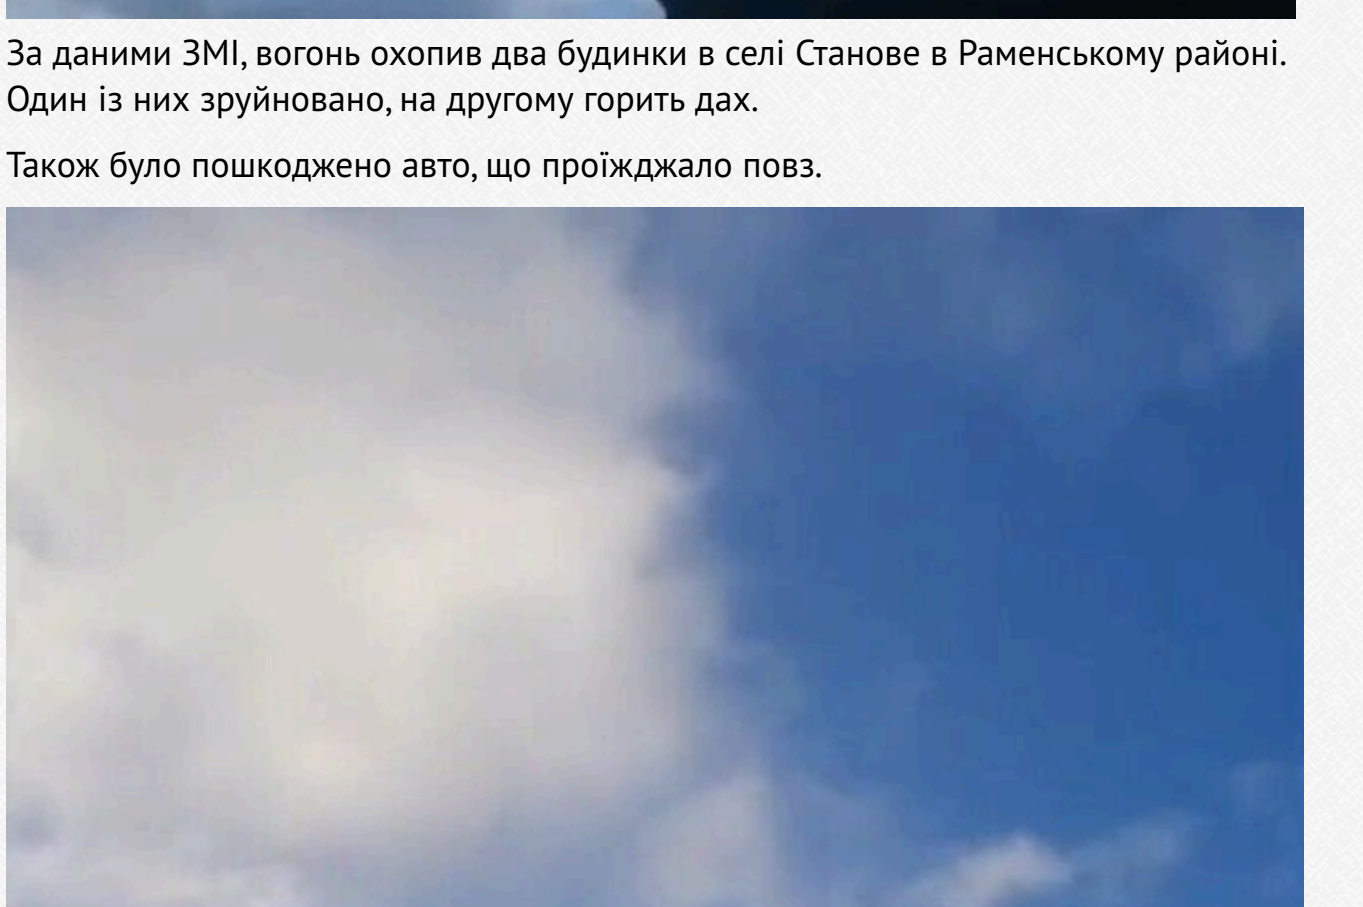 За даними ЗМІ, вогонь охопив два будинки в селі Станове в Раменському районі.
Один із них зруйновано, на другому горить дах.
Також було пошкоджено авто, що проїжджало повз.